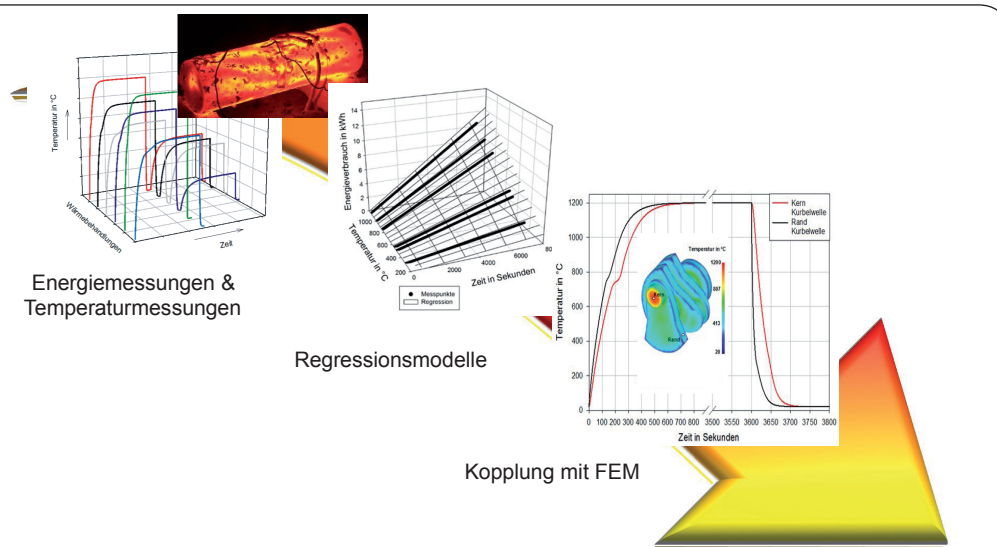 Temperatur in °C
Wärmebehandlungen
Zeit
Energiemessungen &
Temperaturmessungen
Energieverbrauch in kWh
14
12
10
8
6
4
2
0
1000
800
600
400
200
Temperatur in °C
0
2000
4000
6000
80
Zeit in Sekunden
Messpunkte
Regression
Regressionsmodelle
Temperatur in °C
1200
1000
800
600
400
200
0
Kern
Kurbelwelle
Rand
Kurbelwelle
Temperatur in °C
413
20
Kern
Rand
0 100 200 300 400 500 600 700 800 3500 3550 3600 3650 3700 3750 3800
Zeit in Sekunden
Kopplung mit FEM